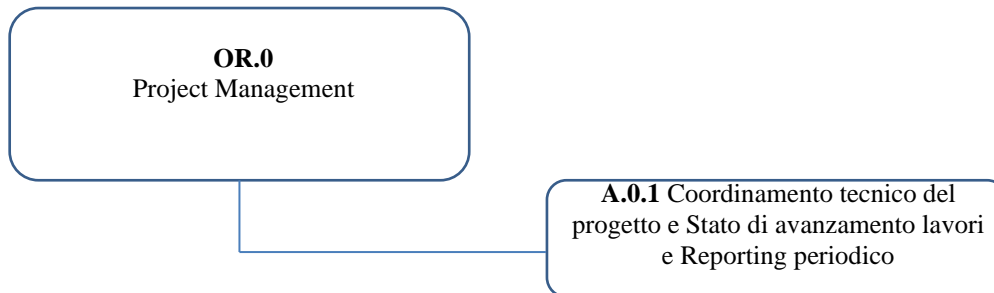 OR.0
Project Management
A.0.1 Coordinamento tecnico del
progetto e Stato di avanzamento lavori
e Reporting periodico